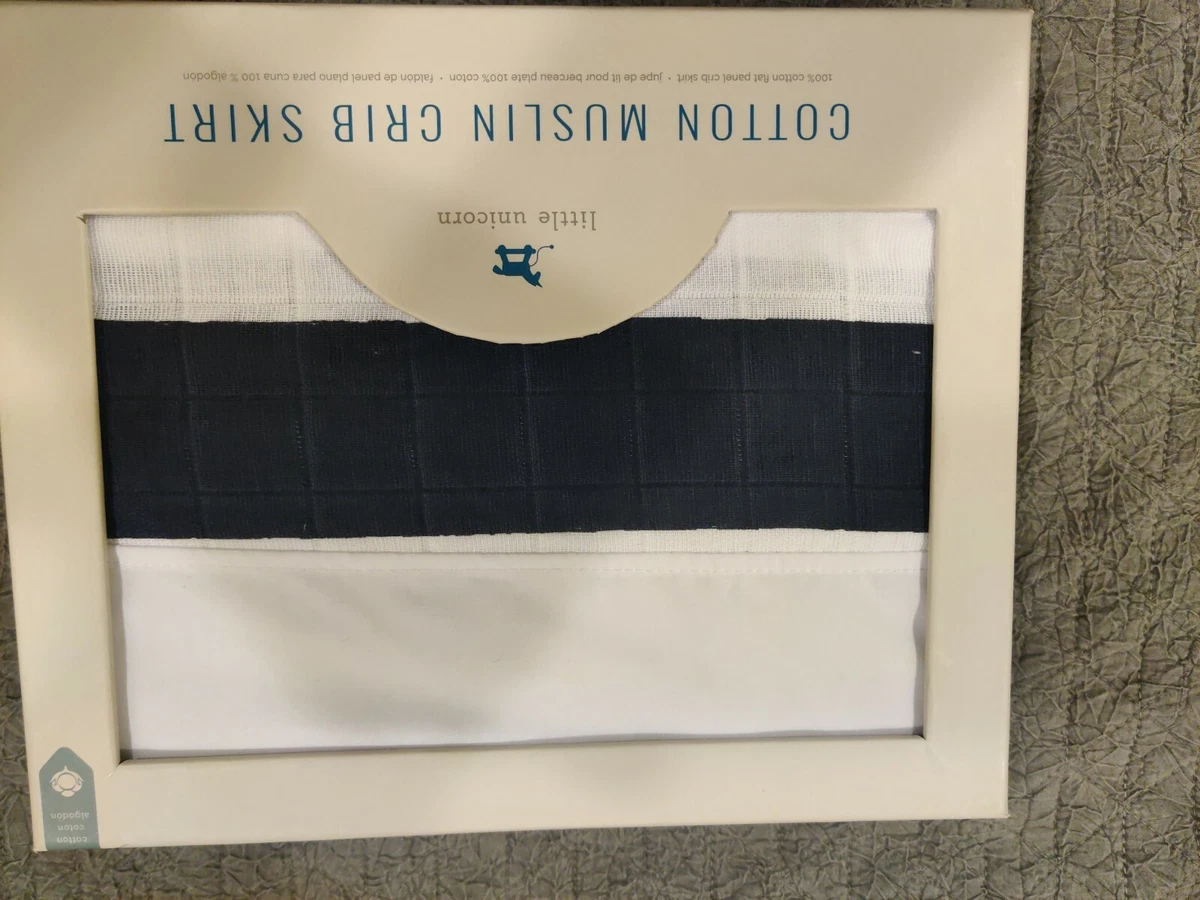 little unicorn
COTTON MUSLIN CRIB SKIRT
100% cotton flat panel crib skirt · jupe de lit pour berceau plate 100% coton · faldón de panel plano para cuna 100 % algodón
cotton
coton
algodón